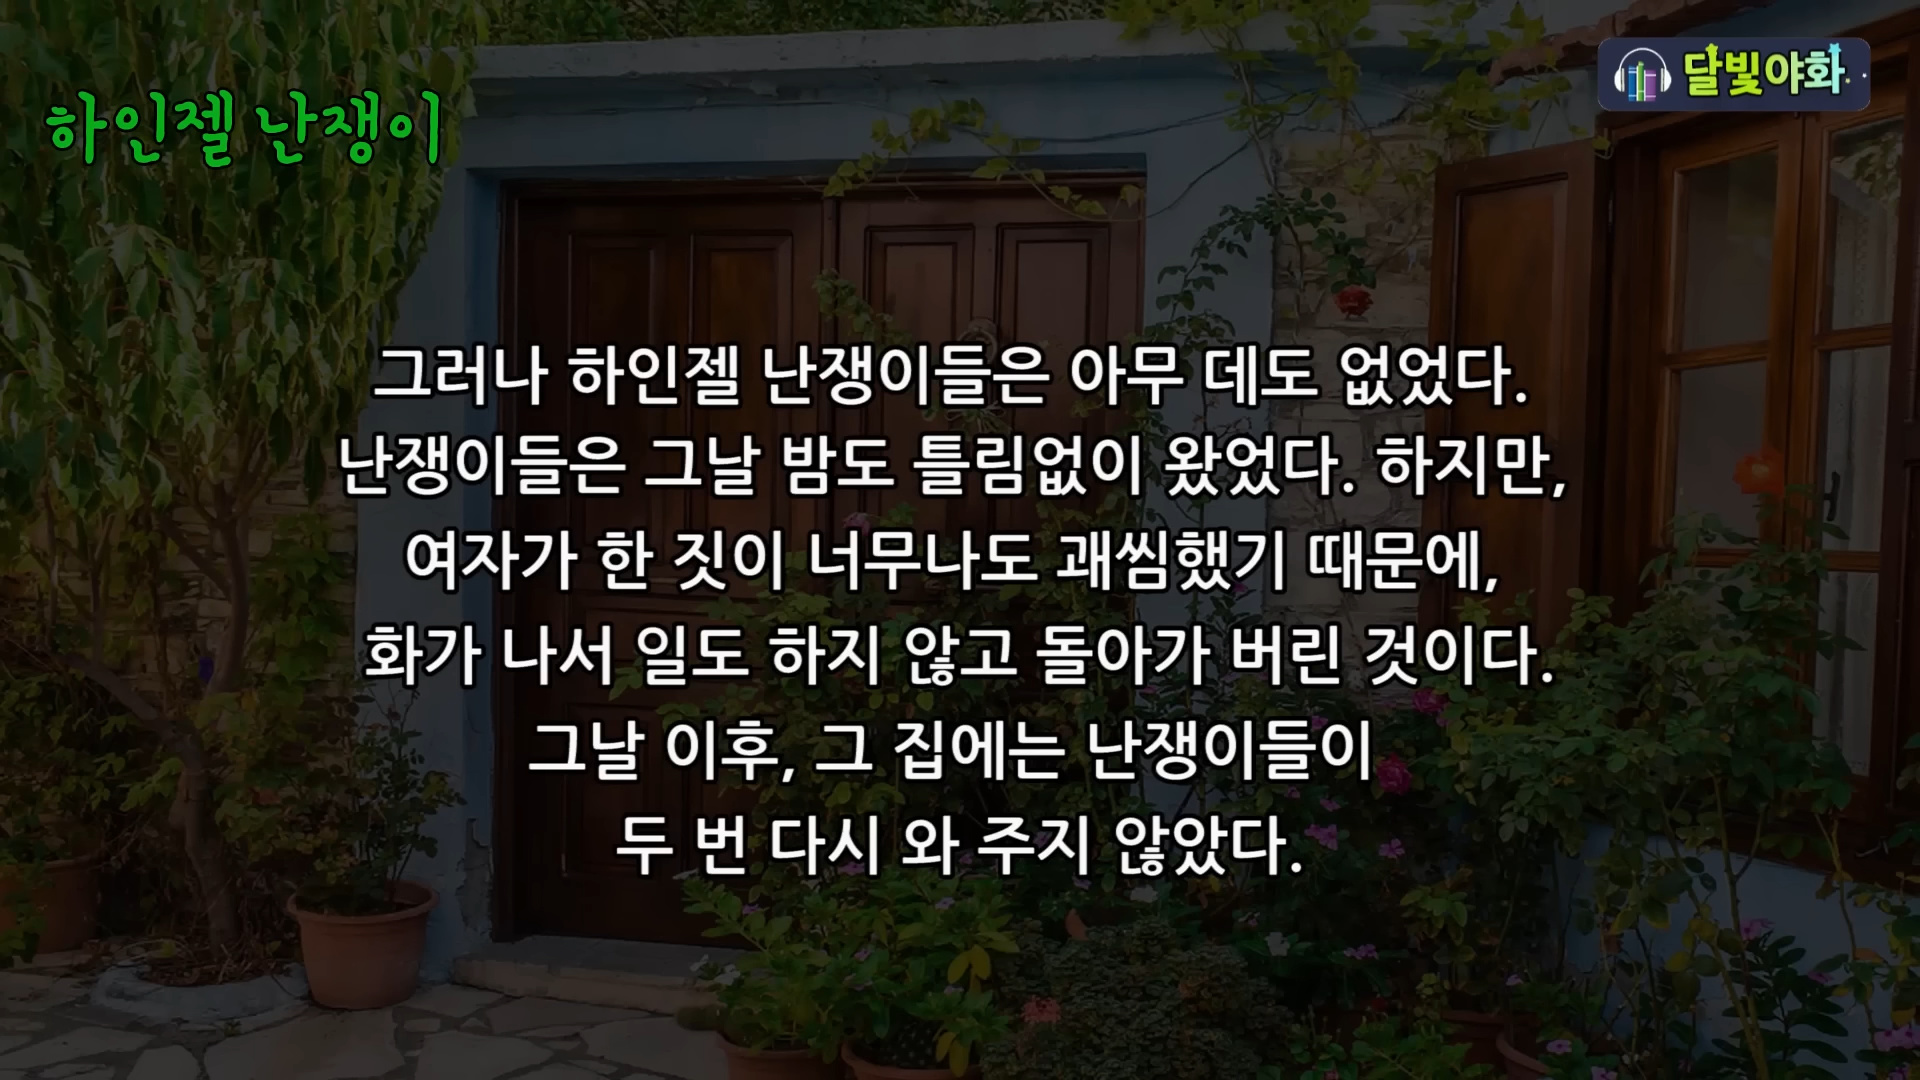 하인젤 난쟁이
달빛야화
그러나 하인젤 난쟁이들은 아무 데도 없었다.
난쟁이들은 그날 밤도 틀림없이 왔었다. 하지만,
여자가 한 짓이 너무나도 괘씸했기 때문에,
화가 나서 일도 하지 않고 돌아가 버린 것이다.
그날 이후, 그 집에는 난쟁이들이
두 번 다시 와 주지 않았다.